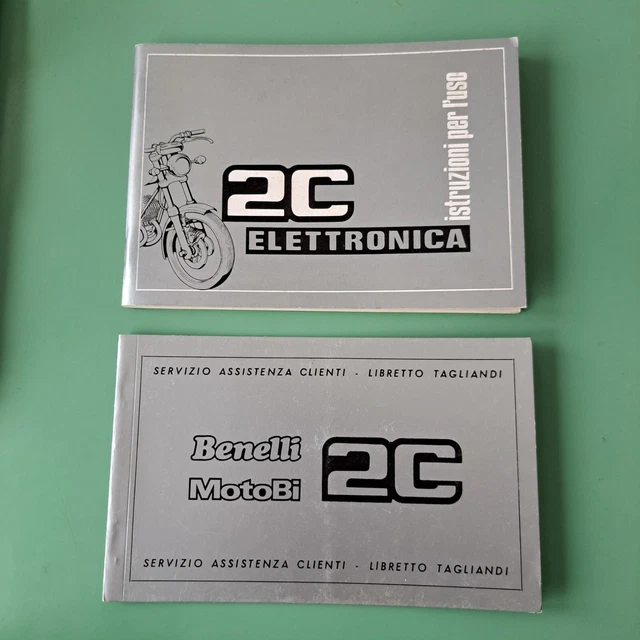 istruzioni per l'uso
2C
ELETTRONICA
SERVIZIO ASSISTENZA CLIENTI - LIBRETTO TAGLIANDI
Benelli
MotoBi
2C
SERVIZIO ASSISTENZA CLIENTI - LIBRETTO TAGLIANDI